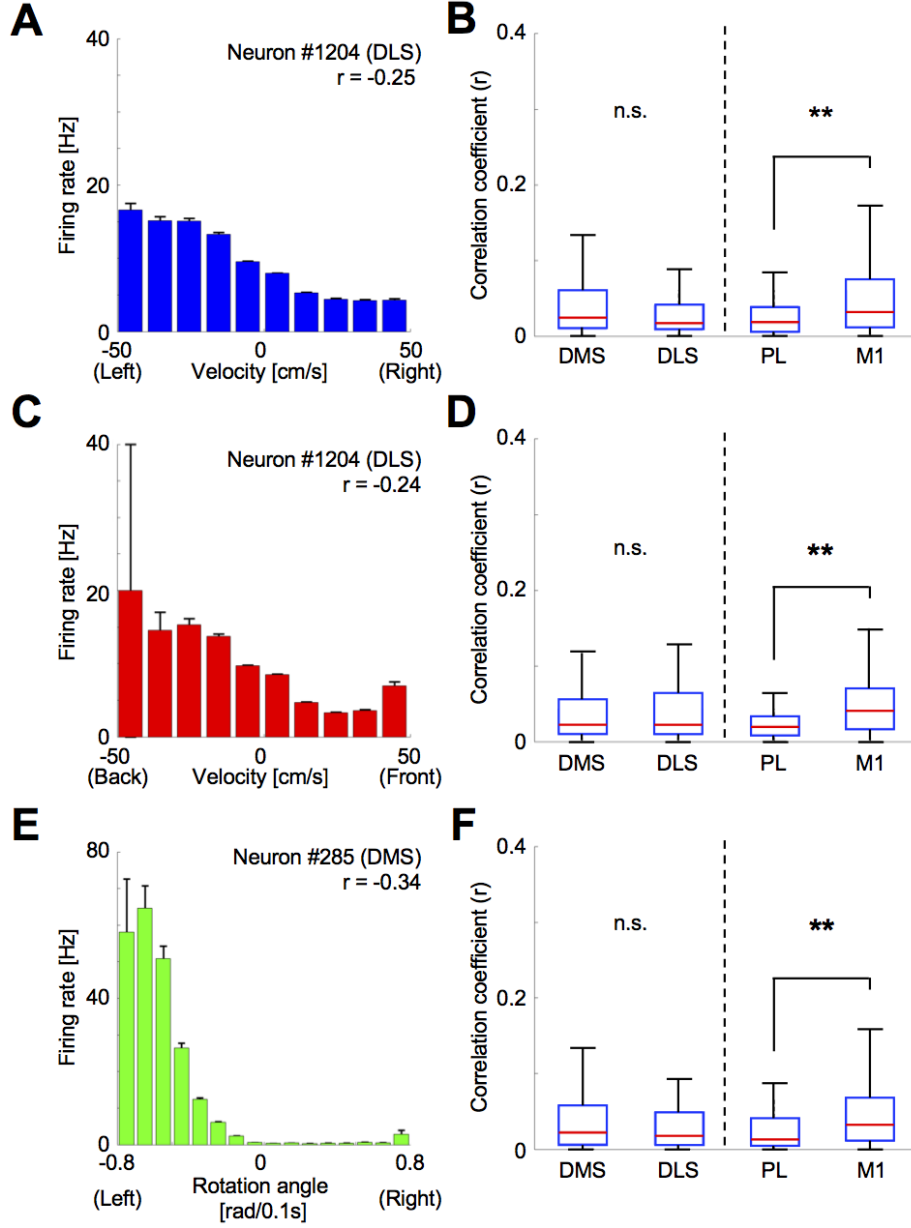 A
40
20
0
Firing rate [Hz]
Neuron #1204 (DLS)
r = -0.25
-50
0
50
(Left)
Velocity [cm/s]
(Right)
B
0.4
0.2
0
Correlation coefficient (r)
n.s.
**
DMS
DLS
PL
M1
C
40
20
0
Firing rate [Hz]
Neuron #1204 (DLS)
r = -0.24
-50
0
50
(Back)
Velocity [cm/s]
(Front)
D
0.4
0.2
0
Correlation coefficient (r)
n.s.
**
DMS
DLS
PL
M1
E
80
40
0
Firing rate [Hz]
Neuron #285 (DMS)
r = -0.34
-0.8
0
0.8
(Left)
Rotation angle
(Right)
[rad/0.1s]
F
0.4
0.2
0
Correlation coefficient (r)
n.s.
**
DMS
DLS
PL
M1